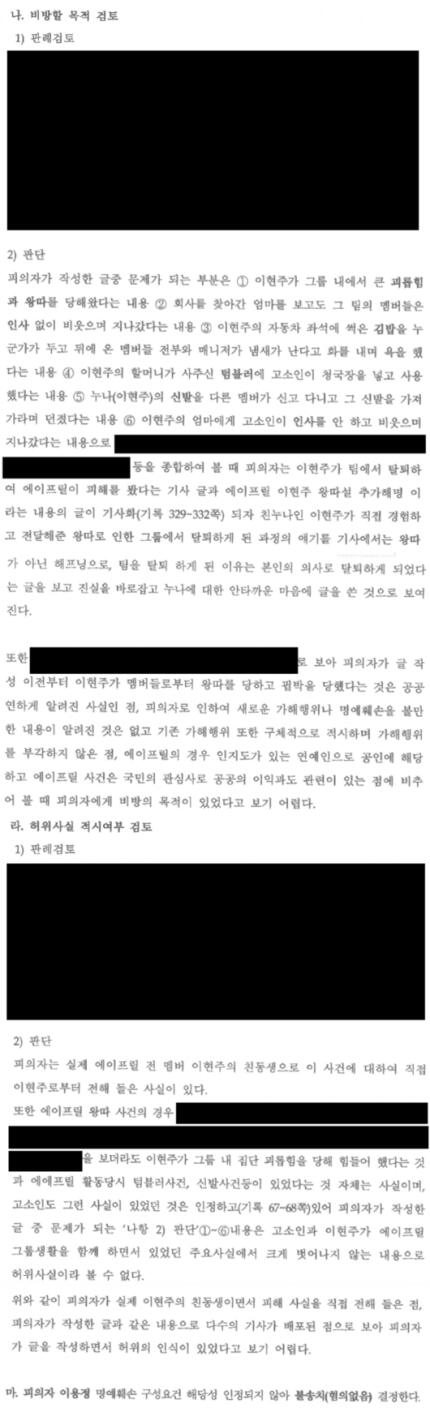 나. 비방할 목적 검토
1) 판례검토
2) 판단
피의자가 작성한 글중 문제가 되는 부분은 ① 이현주가 그룹 내에서 큰 괴롭힘
과 왕따를 당해왔다는 내용 ② 회사를 찾아간 엄마를 보고도 그 팀의 멤버들은
인사 없이 비웃으며 지나갔다는 내용 ③ 이현주의 자동차 좌석에 썩은 김밥을 누
군가가 두고 뒤에 온 멤버들 전부와 매니저가 냄새가 난다고 화를 내며 욕을 했
다는 내용 ④ 이현주의 할머니가 사주신 텀블러에 고소인이 청국장을 넣고 사용
했다는 내용 ⑤ 누나(이현주)의 신발을 다른 멤버가 신고 다니고 그 신발을 가져
가라며 던졌다는 내용 ⑥ 이현주의 엄마에게 고소인이 인사를 안 하고 비웃으며
지나갔다는 내용으로
등을 종합하여 볼 때 피의자는 이현주가 팀에서 탈퇴하
여 에이프릴이 피해를 봤다는 기사 글과 에이프릴 이현주 왕따설 추가해명 이
라는 내용의 글이 기사화(기록 329~332쪽) 되자 친누나인 이현주가 직접 경험하
고 전달해준 왕따로 인한 그룹에서 탈퇴하게 된 과정의 얘기를 기사에서는 왕따
가 아닌 해프닝으로, 팀을 탈퇴 하게 된 이유는 본인의 의사로 탈퇴하게 되었다
는 글을 보고 진실을 바로잡고 누나에 대한 안타까운 마음에 글을 쓴 것으로 보여
진다.
또한 로 보아 피의자가 글 작
성 이전부터 이현주가 멤버들로부터 왕따를 당하고 핍박을 당했다는 것은 공공
연하게 알려진 사실인 점, 피의자로 인하여 새로운 가해행위나 명예훼손을 불만
한 내용이 알려진 것은 없고 기존 가해행위 또한 구체적으로 적시하며 가해행위
를 부각하지 않은 점, 에이프릴의 경우 인지도가 있는 연예인으로 공인에 해당
하고 에이프릴 사건은 국민의 관심사로 공공의 이익과도 관련이 있는 점에 비추
어 볼 때 피의자에게 비방의 목적이 있었다고 보기 어렵다.
라. 허위사실 적시여부 검토
1) 판례검토
2) 판단
피의자는 실제 에이프릴 전 멤버 이현주의 친동생으로 이 사건에 대하여 직접
이현주로부터 전해 들은 사실이 있다.
또한 에이프릴 왕따 사건의 경우
을 보더라도 이현주가 그룹 내 집단 괴롭힘을 당해 힘들어 했다는 것
과 에에프릴 활동당시 텀블러사건, 신발사건등이 있었다는 것 자체는 사실이며,
고소인도 그런 사실이 있었던 것은 인정하고(기록 67~68쪽)있어 피의자가 작성한
글 중 문제가 되는 '나항 2) 판단'①~⑥내용은 고소인과 이현주가 에이프릴
그룹생활을 함께 하면서 있었던 주요사실에서 크게 벗어나지 않는 내용으로
허위사실이라 볼 수 없다.
위와 같이 피의자가 실제 이현주의 친동생이면서 피해 사실을 직접 전해 들은 점,
피의자가 작성한 글과 같은 내용으로 다수의 기사가 배포된 점으로 보아 피의자
가 글을 작성하면서 허위의 인식이 있었다고 보기 어렵다.
마. 피의자 이용정 명예훼손 구성요건 해당성 인정되지 않아 불송치(혐의없음) 결정한다.